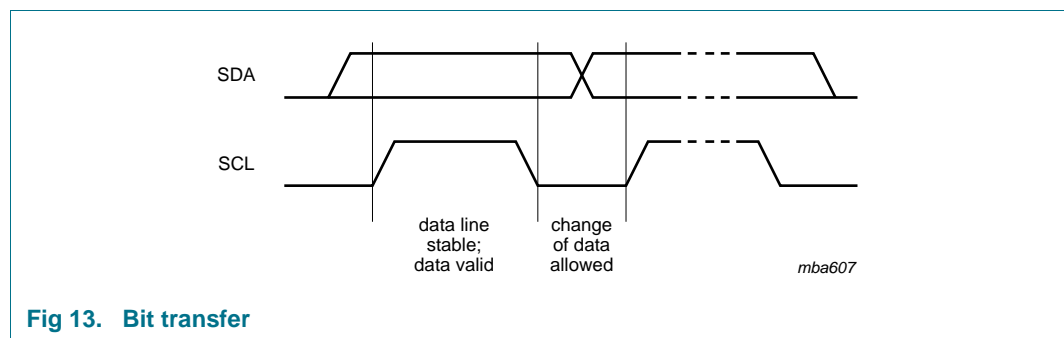 SDA
SCL
data line
stable;
data valid
change
of data
allowed
mba607
Fig 13. Bit transfer